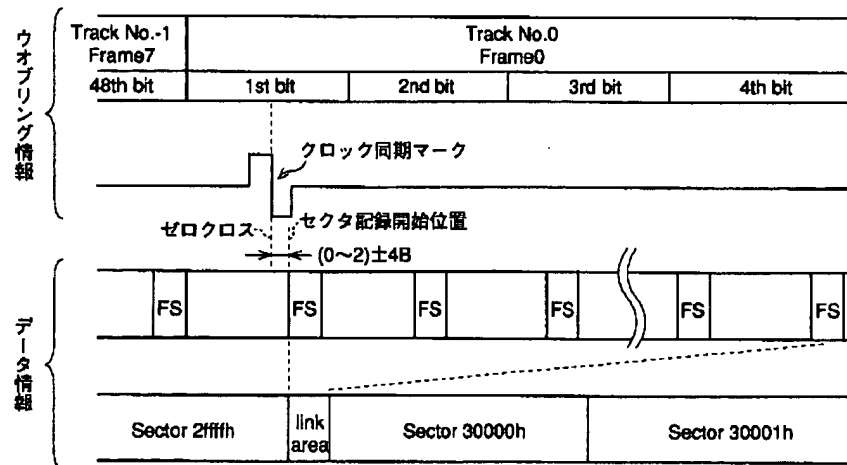 ウオブリング情報
Track No.-1
Frame7
Track No.0
Frame0
48th bit
1st bit
2nd bit
3rd bit
4th bit
クロック同期マーク
ゼロクロス
セクタ記録開始位置
(0〜2)±4B
データ情報
FS
FS
FS
FS
FS
FS
Sector 2ffffh
link
area
Sector 30000h
Sector 30001h